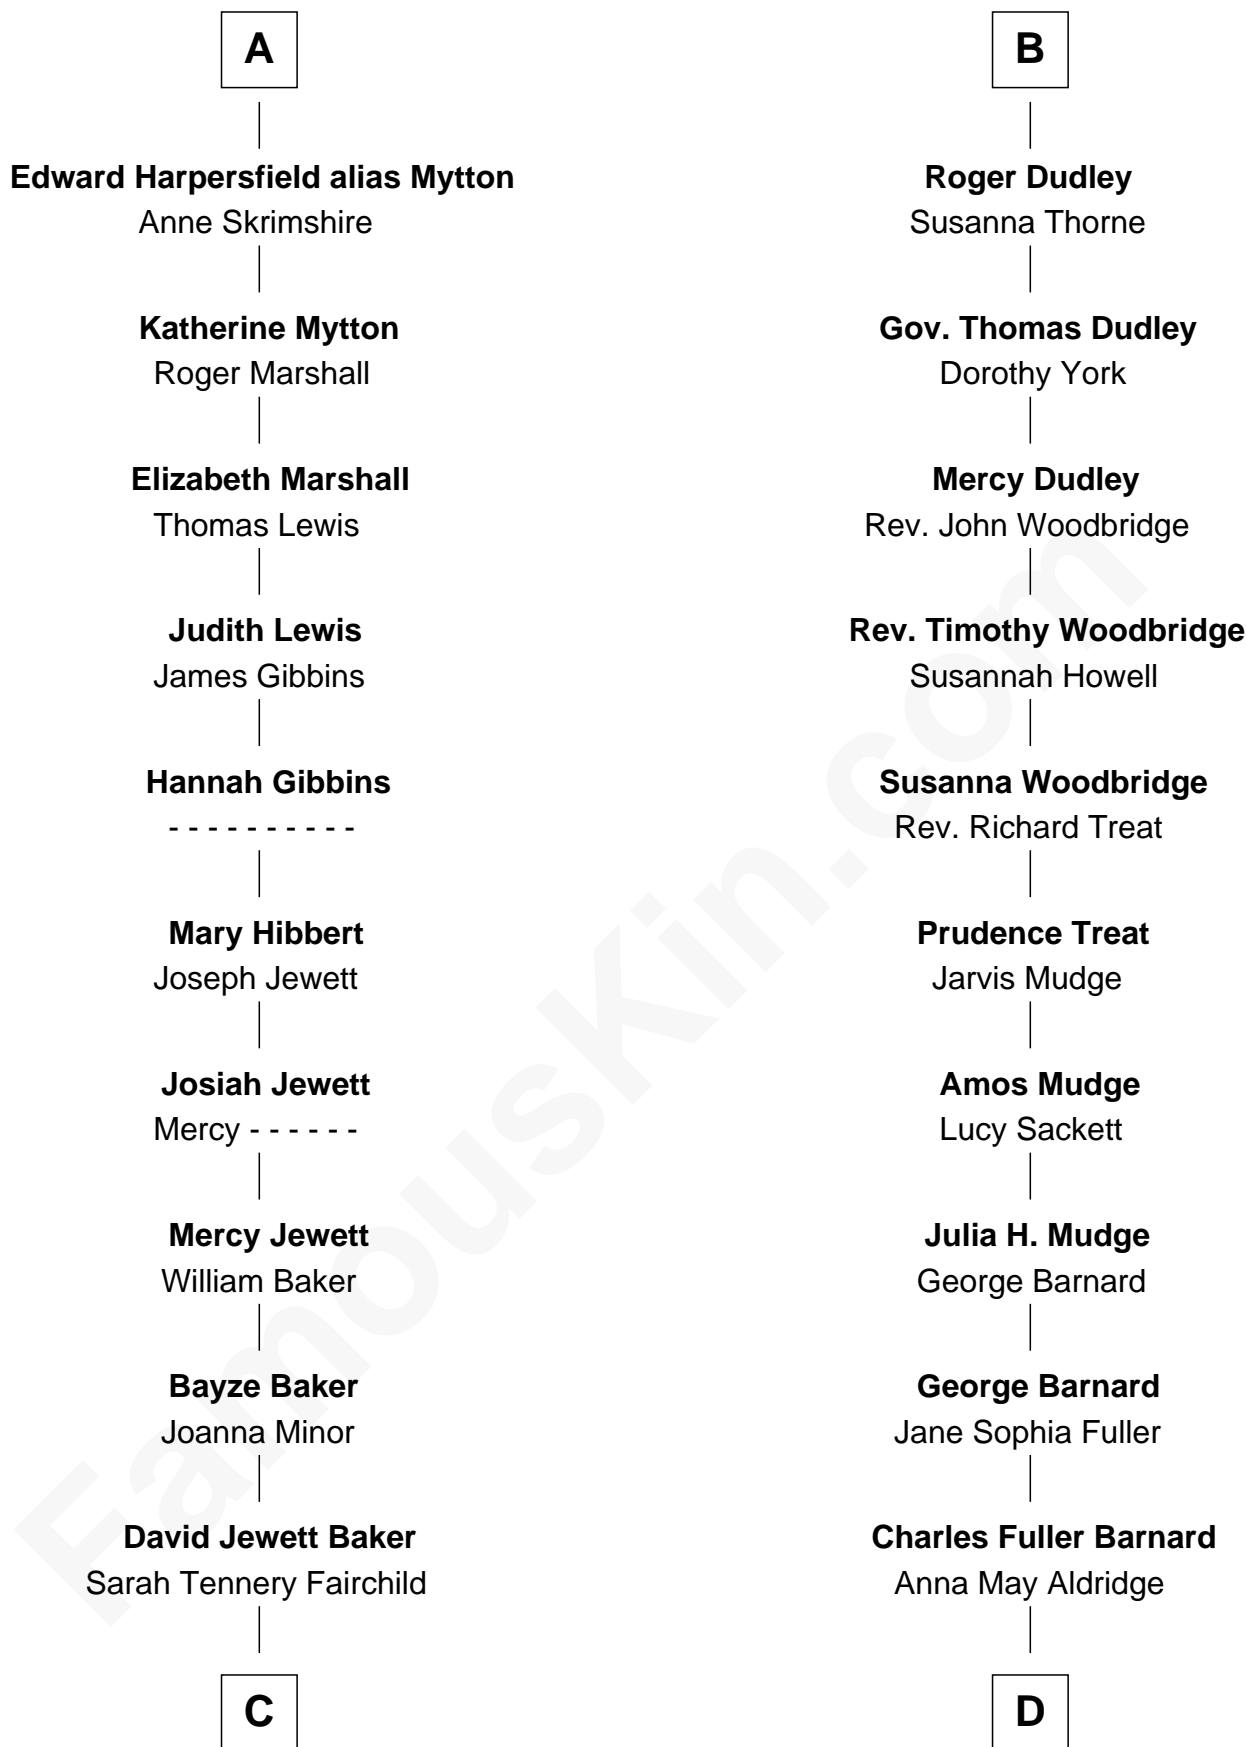 A
Edward Harpersfield alias Mytton
Anne Skrimshire
Katherine Mytton
Roger Marshall
Elizabeth Marshall
Thomas Lewis
Judith Lewis
James Gibbins
Hannah Gibbins
- - - - - - - - - -
Mary Hibbert
Joseph Jewett
Josiah Jewett
Mercy - - - - - -
Mercy Jewett
William Baker
Bayze Baker
Joanna Minor
David Jewett Baker
Sarah Tennery Fairchild
C
B
Roger Dudley
Susanna Thorne
Gov. Thomas Dudley
Dorothy York
Mercy Dudley
Rev. John Woodbridge
Rev. Timothy Woodbridge
Susannah Howell
Susanna Woodbridge
Rev. Richard Treat
Prudence Treat
Jarvis Mudge
Amos Mudge
Lucy Sackett
Julia H. Mudge
George Barnard
George Barnard
Jane Sophia Fuller
Charles Fuller Barnard
Anna May Aldridge
D
FamousKin.com